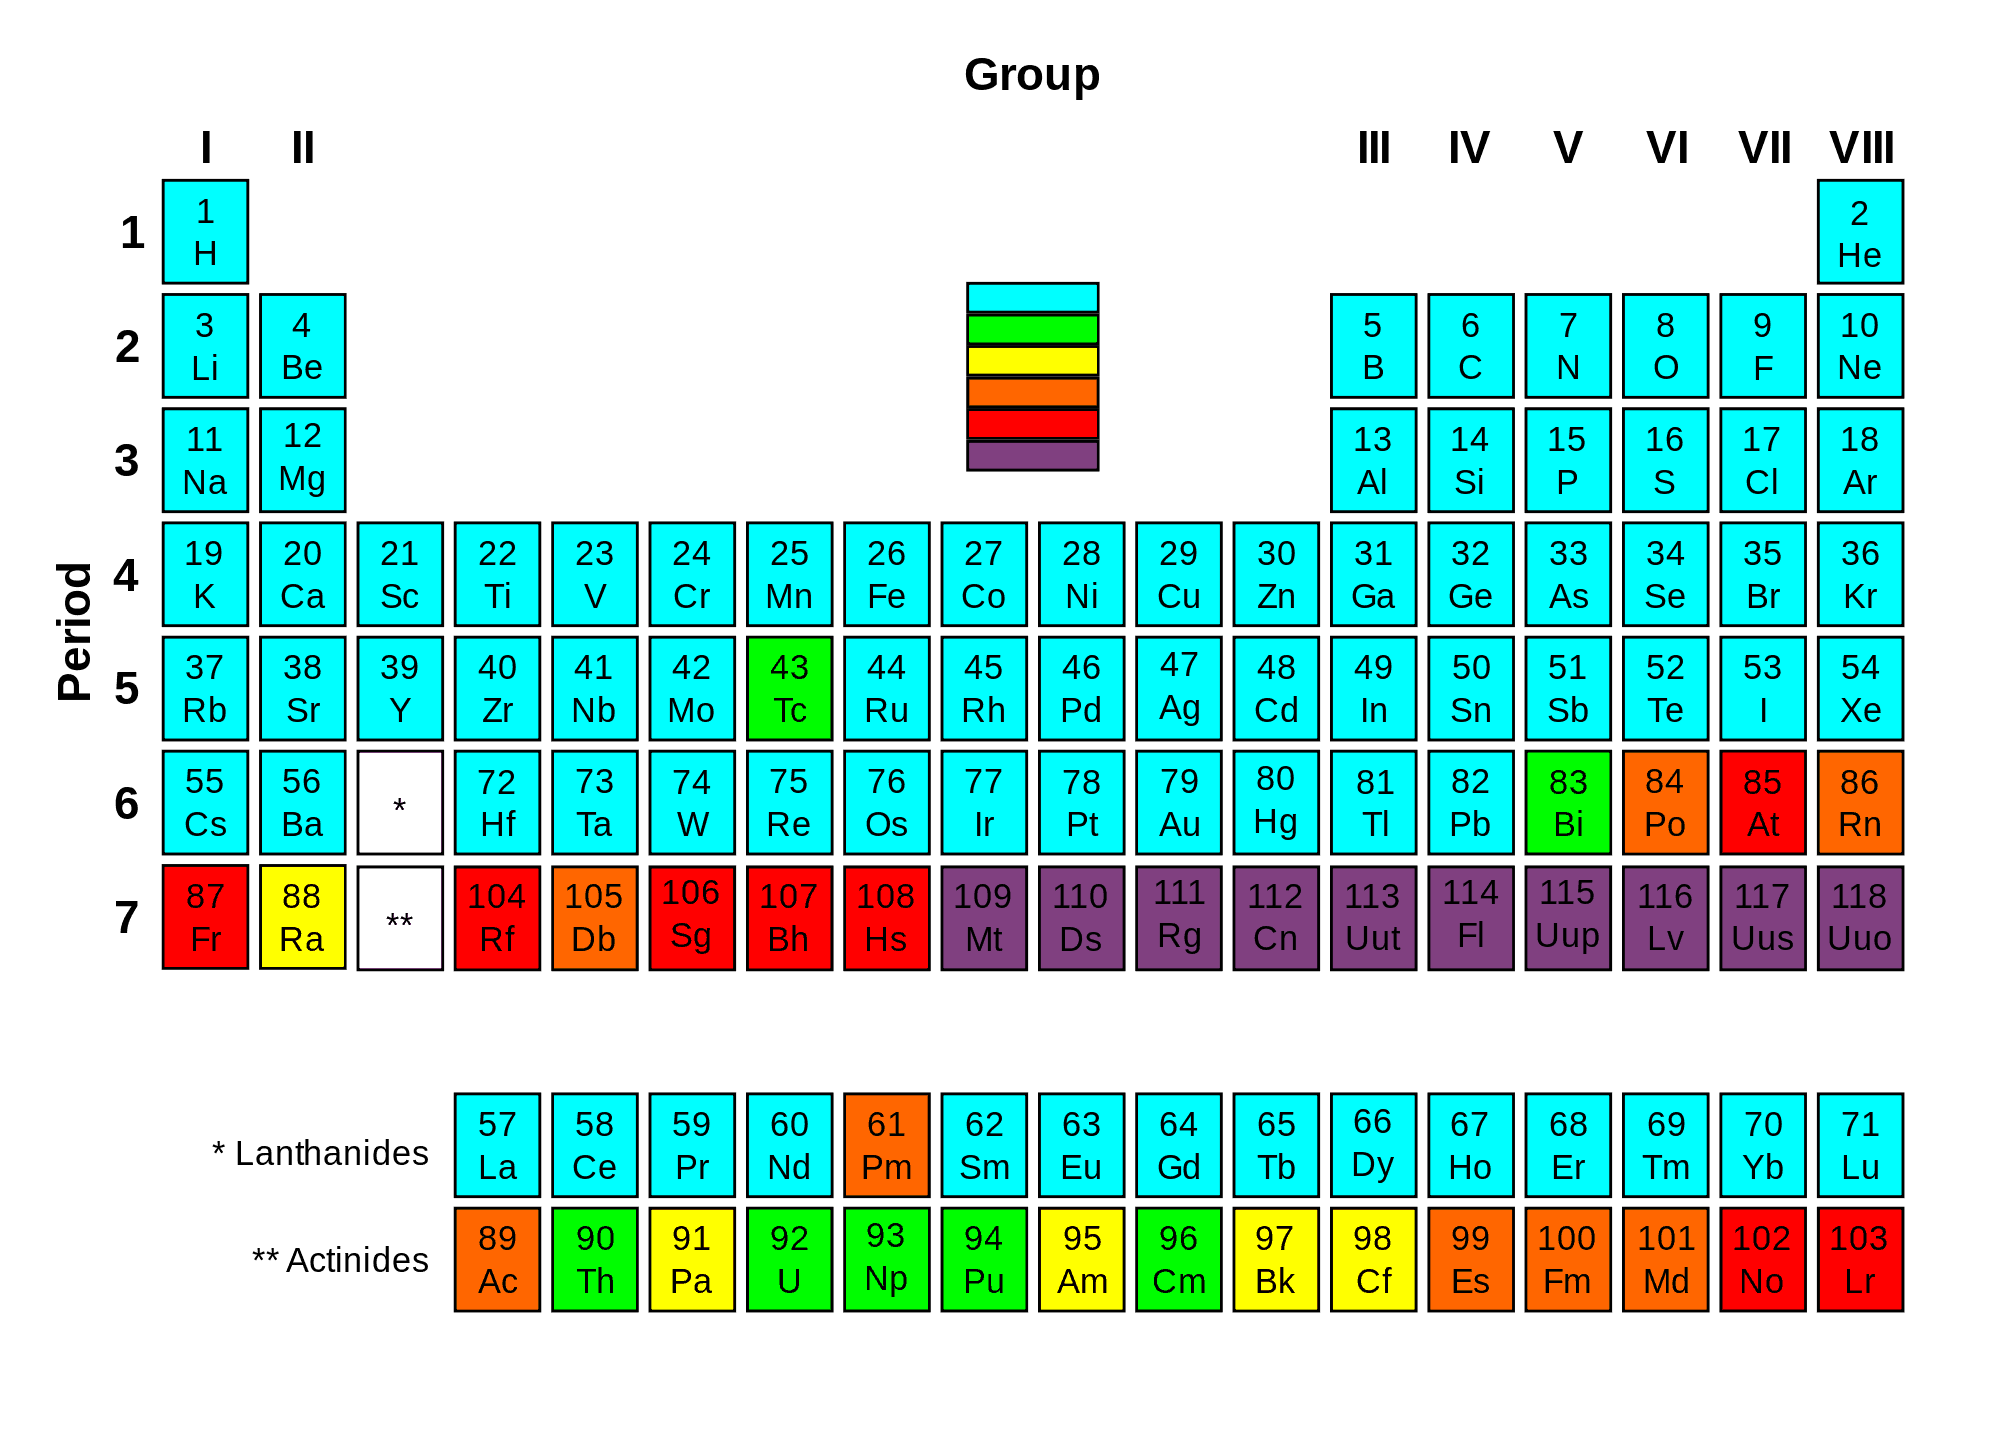 Group
I II III IV V VI VII VIII
Period
1
1 2
H He
2
3 4 5 6 7 8 9 10
Li Be B C N O F Ne
3
11 12 13 14 15 16 17 18
Na Mg Al Si P S Cl Ar
4
19 20 21 22 23 24 25 26 27 28 29 30 31 32 33 34 35 36
K Ca Sc Ti V Cr Mn Fe Co Ni Cu Zn Ga Ge As Se Br Kr
5
37 38 39 40 41 42 43 44 45 46 47 48 49 50 51 52 53 54
Rb Sr Y Zr Nb Mo Tc Ru Rh Pd Ag Cd In Sn Sb Te I Xe
6
55 56 * 72 73 74 75 76 77 78 79 80 81 82 83 84 85 86
Cs Ba Hf Ta W Re Os Ir Pt Au Hg Tl Pb Bi Po At Rn
7
87 88 ** 104 105 106 107 108 109 110 111 112 113 114 115 116 117 118
Fr Ra Rf Db Sg Bh Hs Mt Ds Rg Cn Uut Fl Uup Lv Uus Uuo
* Lanthanides
57 58 59 60 61 62 63 64 65 66 67 68 69 70 71
La Ce Pr Nd Pm Sm Eu Gd Tb Dy Ho Er Tm Yb Lu
** Actinides
89 90 91 92 93 94 95 96 97 98 99 100 101 102 103
Ac Th Pa U Np Pu Am Cm Bk Cf Es Fm Md No Lr